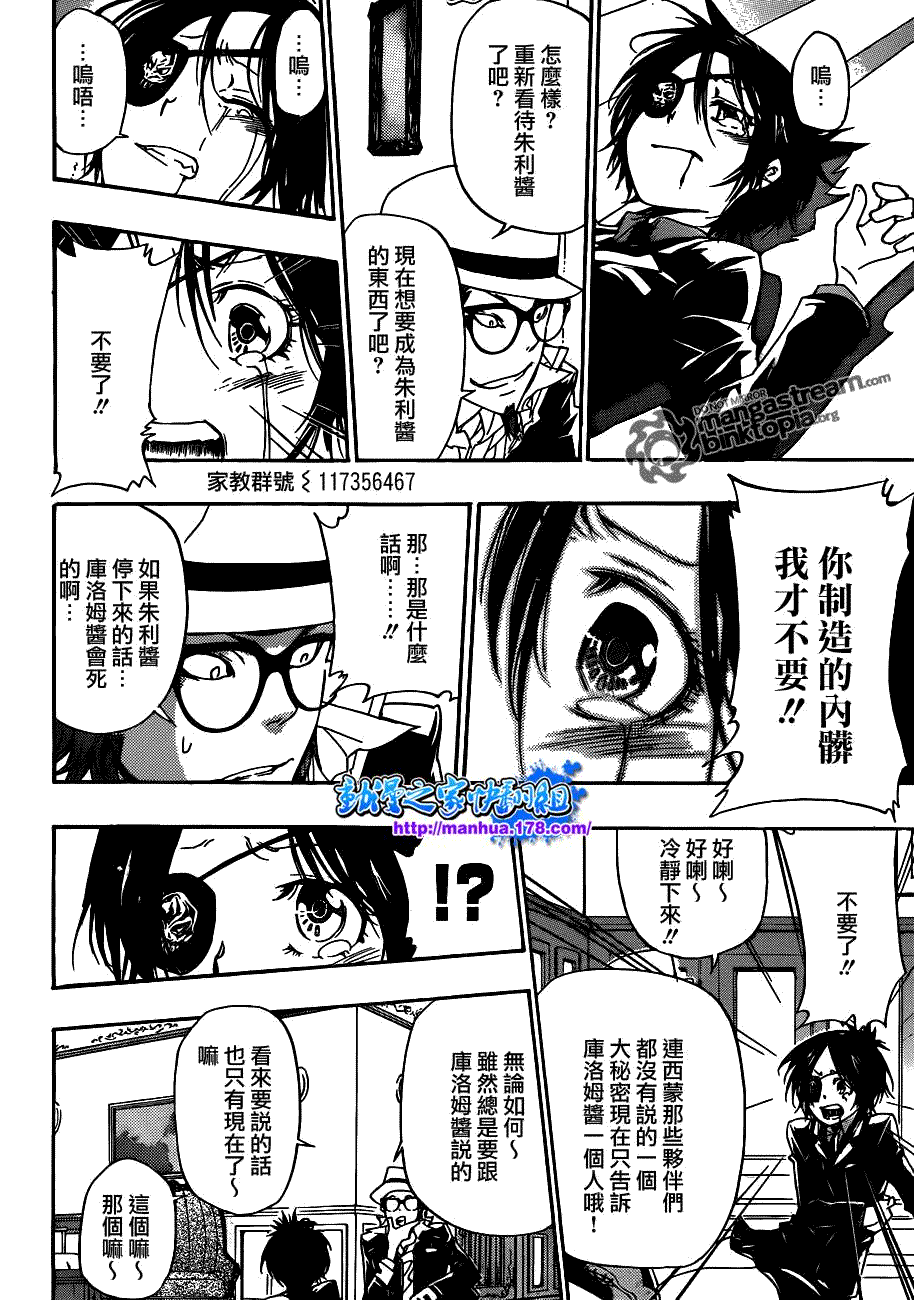 嗚…
怎麼樣?
重新看待朱利醬
了吧?
現在想要成為朱利醬
的東西了吧?
…嗚
…嗚唔
不要了!!
DO NOT MIRROR
mangastream.com
binktopia.org
家教群號:117356467
你制造的內臟
我才不要!!
那…那是什麼
話……!!
如果朱利醬
停下來的話…
庫洛姆醬會死
的啊…
動漫之家快翻組
http://manhua.178.com/
不要了!!
好喇~
好喇~
冷靜下來!!
!?
連西蒙那些夥伴們
都沒有説的一個
大秘密現在只告訴
庫洛姆醬一個人哦!
無論如何~
雖然總是要跟
庫洛姆醬説的
看來要説的話
也只有現在了~
嘛
這個嘛~
那個嘛~